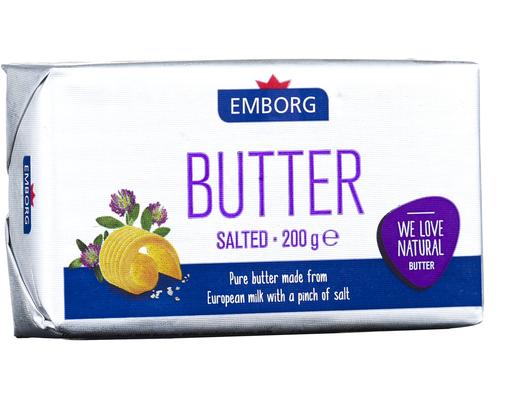 EMBORG
BUTTER
SALTED · 200 g ℮
WE LOVE
NATURAL
BUTTER
Pure butter made from
European milk with a pinch of salt
EMBORG